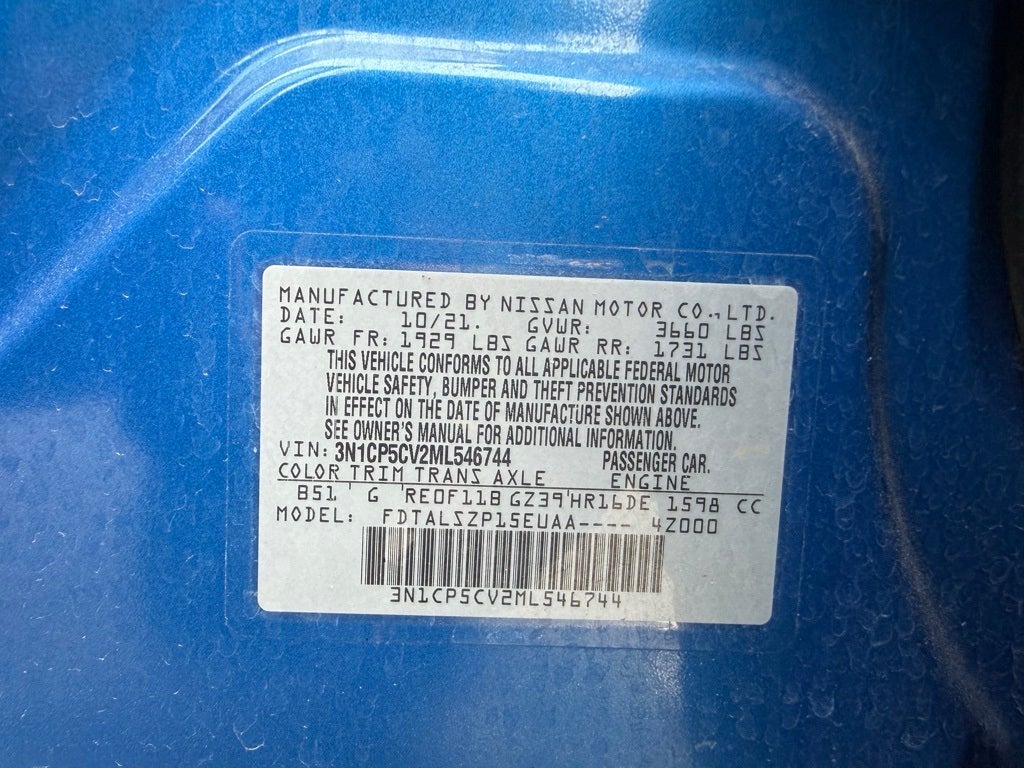 MANUFACTURED BY NISSAN MOTOR CO., LTD.
DATE: 10/21. GVWR: 3660 LBS
GAWR FR: 1929 LBS GAWR RR: 1731 LBS
THIS VEHICLE CONFORMS TO ALL APPLICABLE FEDERAL MOTOR
VEHICLE SAFETY, BUMPER AND THEFT PREVENTION STANDARDS
IN EFFECT ON THE DATE OF MANUFACTURE SHOWN ABOVE.
SEE OWNER'S MANUAL FOR ADDITIONAL INFORMATION.
VIN: 3N1CP5CV2ML546744 PASSENGER CAR.
COLOR TRIM TRANS AXLE ENGINE
B51 ' G 'RE0F11B GZ39'HR16DE 1598 CC
MODEL: FDTALSZP15EUAA---- 4Z000
3N1CP5CV2ML546744